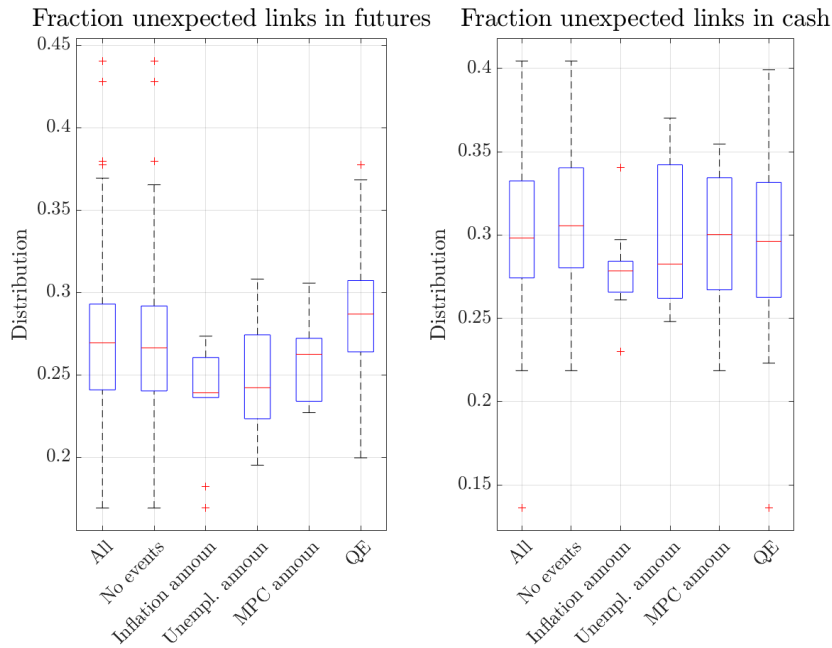 Fraction unexpected links in futures
Distribution
0.45
0.4
0.35
0.3
0.25
0.2
All
No events
Inflation announ
Unempl. announ
MPC announ
QE
Fraction unexpected links in cash
Distribution
0.4
0.35
0.3
0.25
0.2
0.15
All
No events
Inflation announ
Unempl. announ
MPC announ
QE